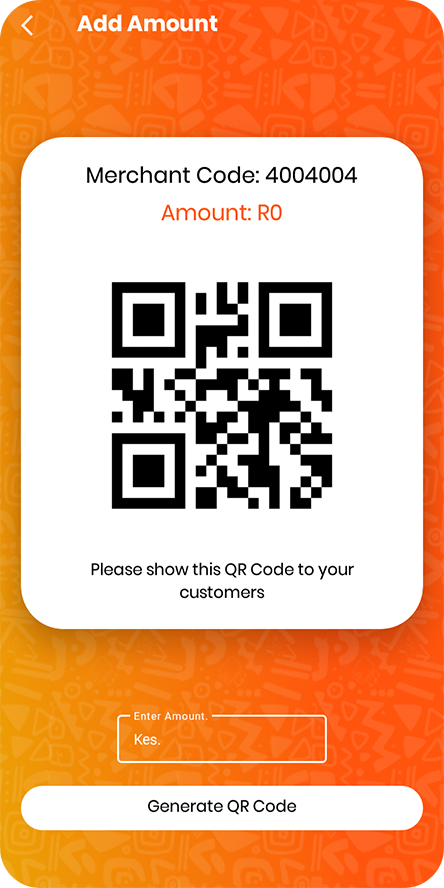 Add Amount
Merchant Code: 4004004
Amount: R0
Please show this QR Code to your
customers
Enter Amount.
Kes.
Generate QR Code